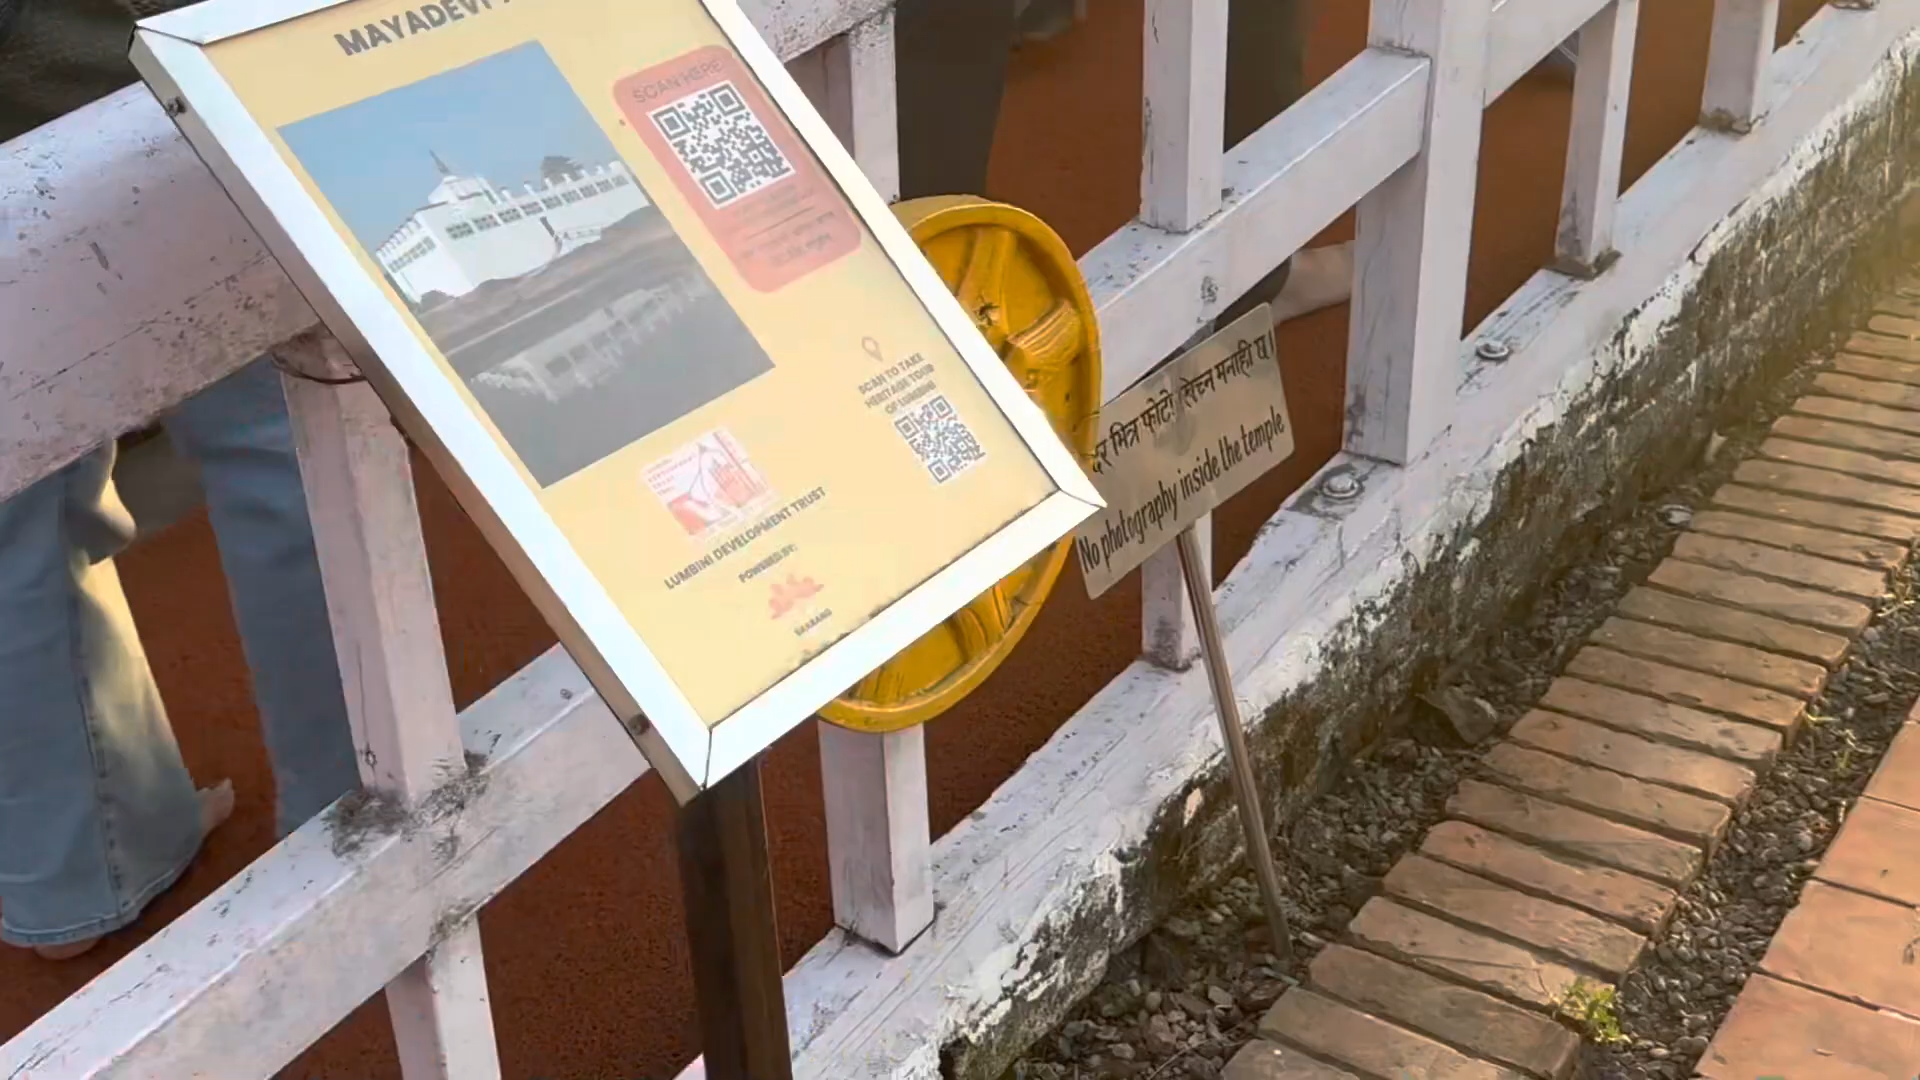 MAYADEVI
SCAN HERE
SCAN TO TAKE
HERITAGE TOUR
OF LUMBINI
LUMBINI DEVELOPMENT TRUST
POWERED BY:
भित्र फोटो खिच्न मनाही छ।
No photography inside the temple